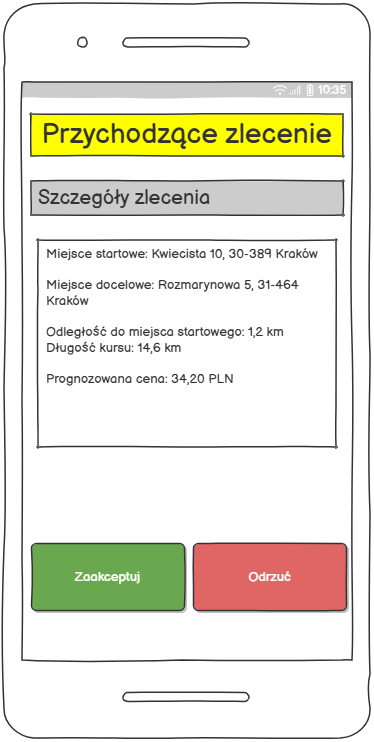 10:35
Przychodzące zlecenie
Szczegóły zlecenia
Miejsce startowe: Kwiecista 10, 30-389 Kraków
Miejsce docelowe: Rozmarynowa 5, 31-464
Kraków
Odległość do miejsca startowego: 1,2 km
Długość kursu: 14,6 km
Prognozowana cena: 34,20 PLN
Zaakceptuj
Odrzuć